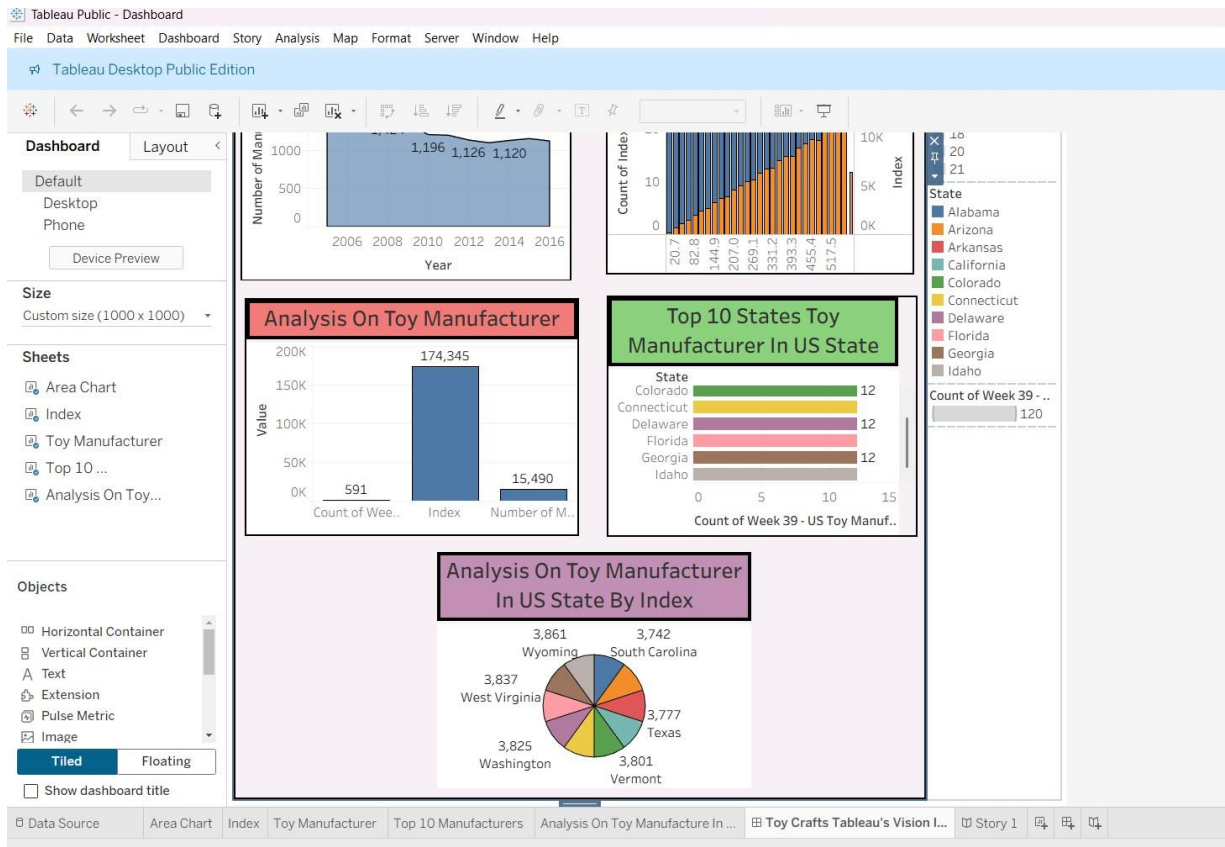 Tableau Public - Dashboard
File Data Worksheet Dashboard Story Analysis Map Format Server Window Help
Tableau Desktop Public Edition
Dashboard Layout <
Default
Desktop
Phone
Device Preview
Size
Custom size (1000 x 1000)
Sheets
Area Chart
Index
Toy Manufacturer
Top 10 ...
Analysis On Toy...
Objects
Horizontal Container
Vertical Container
Text
Extension
Pulse Metric
Image
Tiled Floating
Show dashboard title
Number of Man
1000
500
0
1,196 1,126 1,120
2006 2008 2010 2012 2014 2016
Year
Count of Index
10
0
10K
5K
0K
Index
20.7 82.8 144.9 207.0 269.1 331.2 393.3 455.4 517.5
18
20
21
State
Alabama
Arizona
Arkansas
California
Colorado
Connecticut
Delaware
Florida
Georgia
Idaho
Count of Week 39 - ..
120
Analysis On Toy Manufacturer
200K
150K
100K
50K
0K
Value
591 174,345 15,490
Count of Wee.. Index Number of M..
Top 10 States Toy
Manufacturer In US State
State
Colorado 12
Connecticut
Delaware 12
Florida
Georgia 12
Idaho
0 5 10 15
Count of Week 39 - US Toy Manuf..
Analysis On Toy Manufacturer
In US State By Index
3,861 3,742
Wyoming South Carolina
3,837
West Virginia
3,777
Texas
3,825
Washington
3,801
Vermont
Data Source Area Chart Index Toy Manufacturer Top 10 Manufacturers Analysis On Toy Manufacture In ... Toy Crafts Tableau's Vision I... Story 1